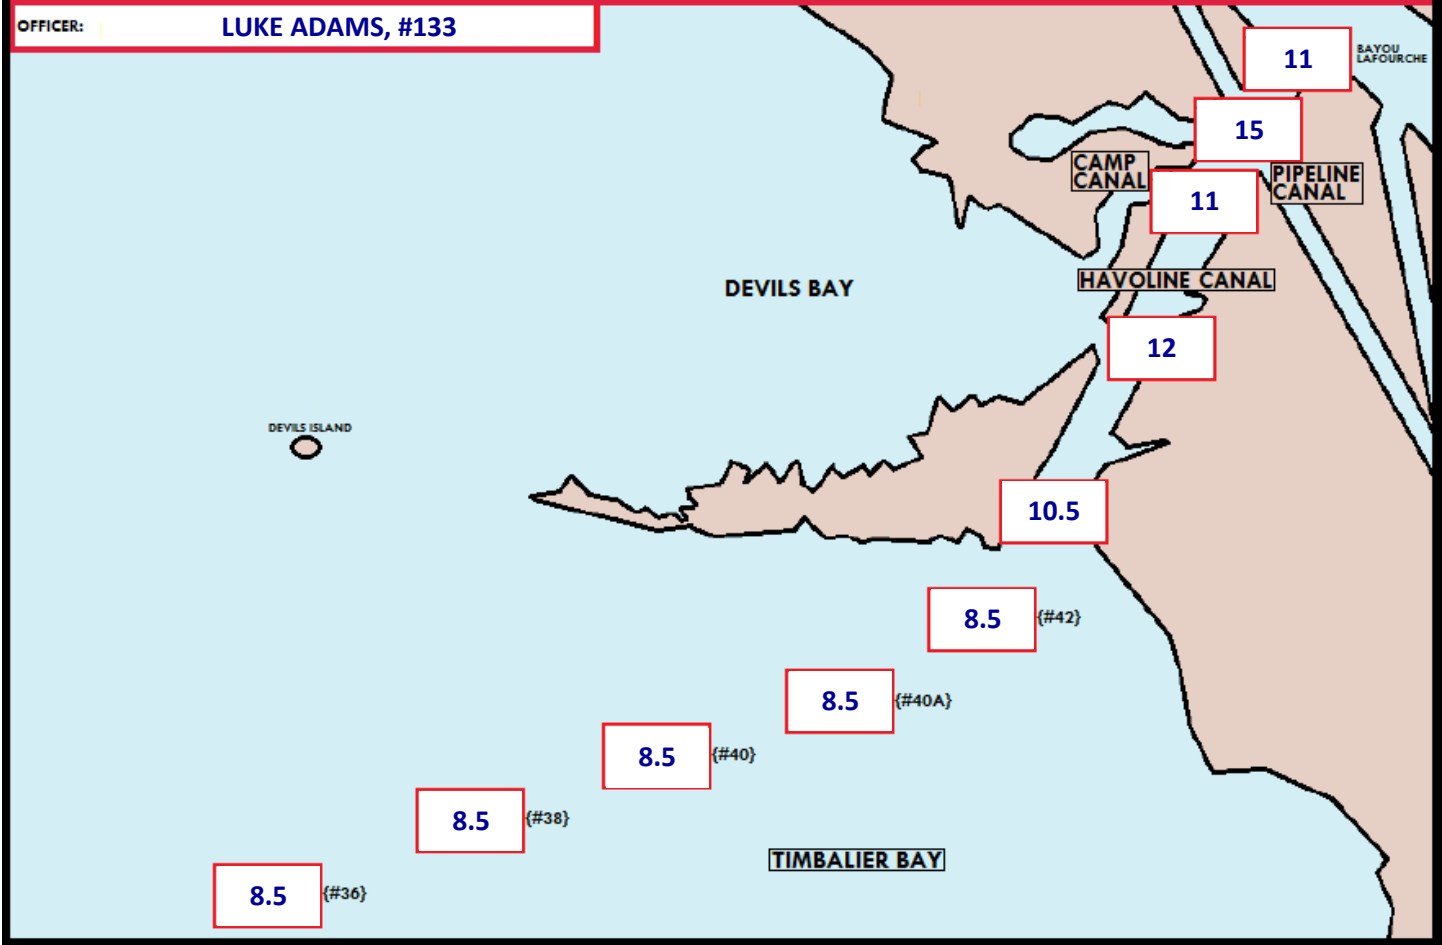 OFFICER: LUKE ADAMS, #133
11
BAYOU
LAFOURCHE
15
CAMP
CANAL
PIPELINE
CANAL
11
HAVOLINE CANAL
DEVILS BAY
12
DEVILS ISLAND
10.5
8.5 {#42}
8.5 {#40A}
8.5 {#40}
8.5 {#38}
TIMBALIER BAY
8.5 {#36}